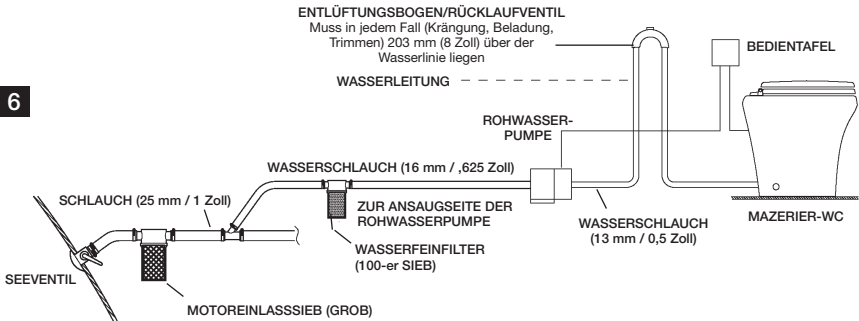 ENTLÜFTUNGSBOGEN/RÜCKLAUFVENTIL
Muss in jedem Fall (Krängung, Beladung,
Trimmen) 203 mm (8 Zoll) über der
Wasserlinie liegen
BEDIENTAFEL
WASSERLEITUNG
6
ROHWASSER-
PUMPE
WASSERSCHLAUCH (16 mm / ,625 Zoll)
SCHLAUCH (25 mm / 1 Zoll)
ZUR ANSAUGSEITE DER
ROHWASSERPUMPE
WASSERSCHLAUCH
(13 mm / 0,5 Zoll)
MAZERIER-WC
WASSERFEINFILTER
(100-er SIEB)
SEEVENTIL
MOTOREINLASSSIEB (GROB)